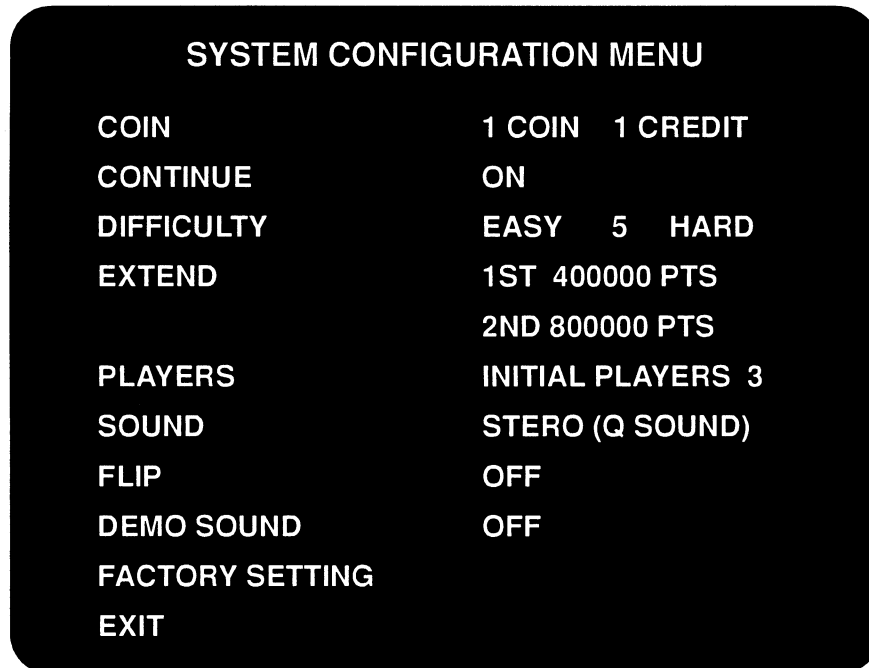 SYSTEM CONFIGURATION MENU
COIN 1 COIN 1 CREDIT
CONTINUE ON
DIFFICULTY EASY 5 HARD
EXTEND 1ST 400000 PTS
2ND 800000 PTS
PLAYERS INITIAL PLAYERS 3
SOUND STERO (Q SOUND)
FLIP OFF
DEMO SOUND OFF
FACTORY SETTING
EXIT